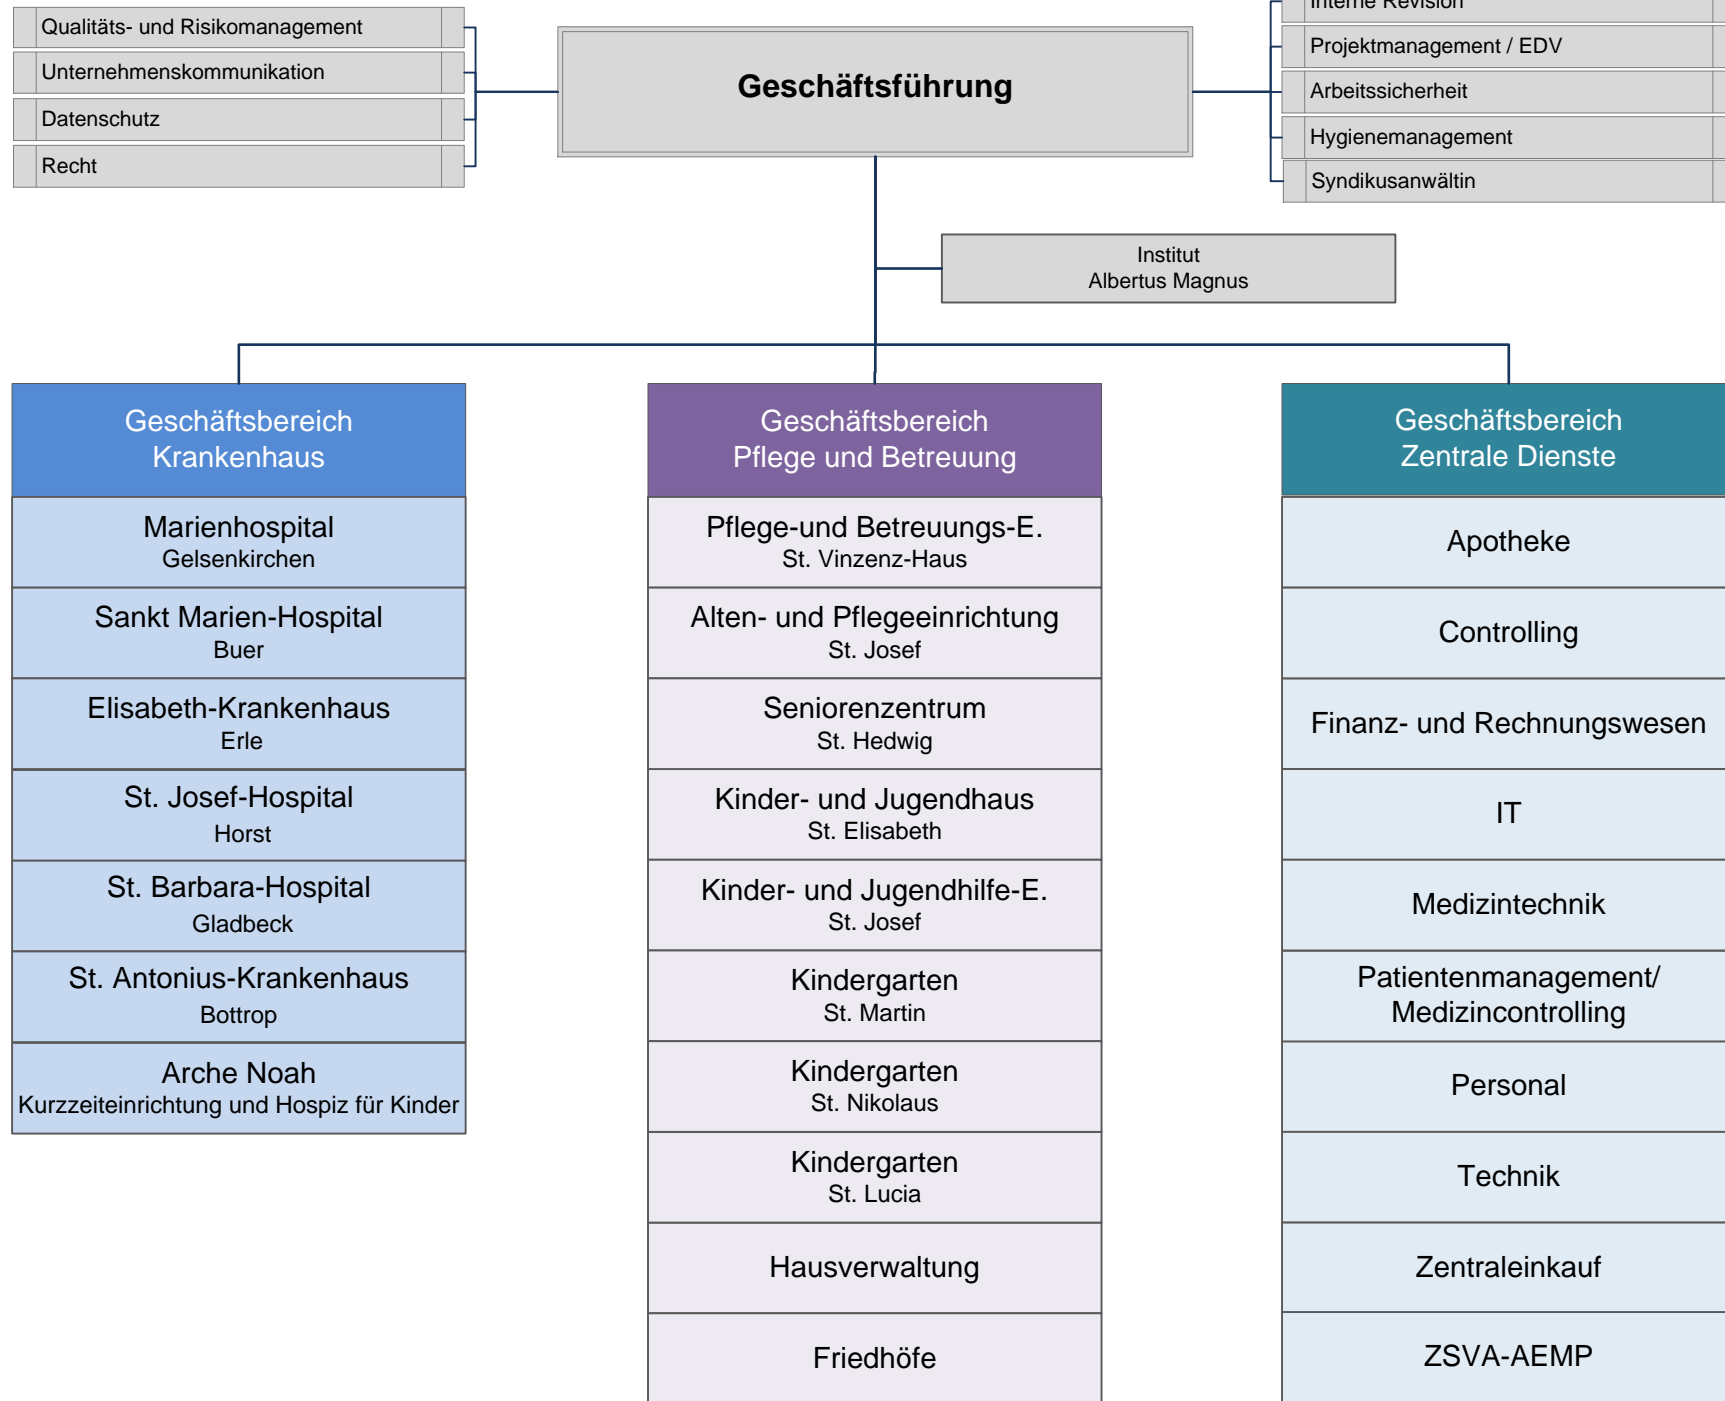 Interne Revision
Qualitäts- und Risikomanagement
Unternehmenskommunikation
Datenschutz
Recht
Geschäftsführung
Projektmanagement / EDV
Arbeitssicherheit
Hygienemanagement
Syndikusanwältin
Institut
Albertus Magnus
Geschäftsbereich
Krankenhaus
Marienhospital
Gelsenkirchen
Sankt Marien-Hospital
Buer
Elisabeth-Krankenhaus
Erle
St. Josef-Hospital
Horst
St. Barbara-Hospital
Gladbeck
St. Antonius-Krankenhaus
Bottrop
Arche Noah
Kurzzeiteinrichtung und Hospiz für Kinder
Geschäftsbereich
Pflege und Betreuung
Pflege-und Betreuungs-E.
St. Vinzenz-Haus
Alten- und Pflegeeinrichtung
St. Josef
Seniorenzentrum
St. Hedwig
Kinder- und Jugendhaus
St. Elisabeth
Kinder- und Jugendhilfe-E.
St. Josef
Kindergarten
St. Martin
Kindergarten
St. Nikolaus
Kindergarten
St. Lucia
Hausverwaltung
Friedhöfe
Geschäftsbereich
Zentrale Dienste
Apotheke
Controlling
Finanz- und Rechnungswesen
IT
Medizintechnik
Patientenmanagement/
Medizincontrolling
Personal
Technik
Zentraleinkauf
ZSVA-AEMP